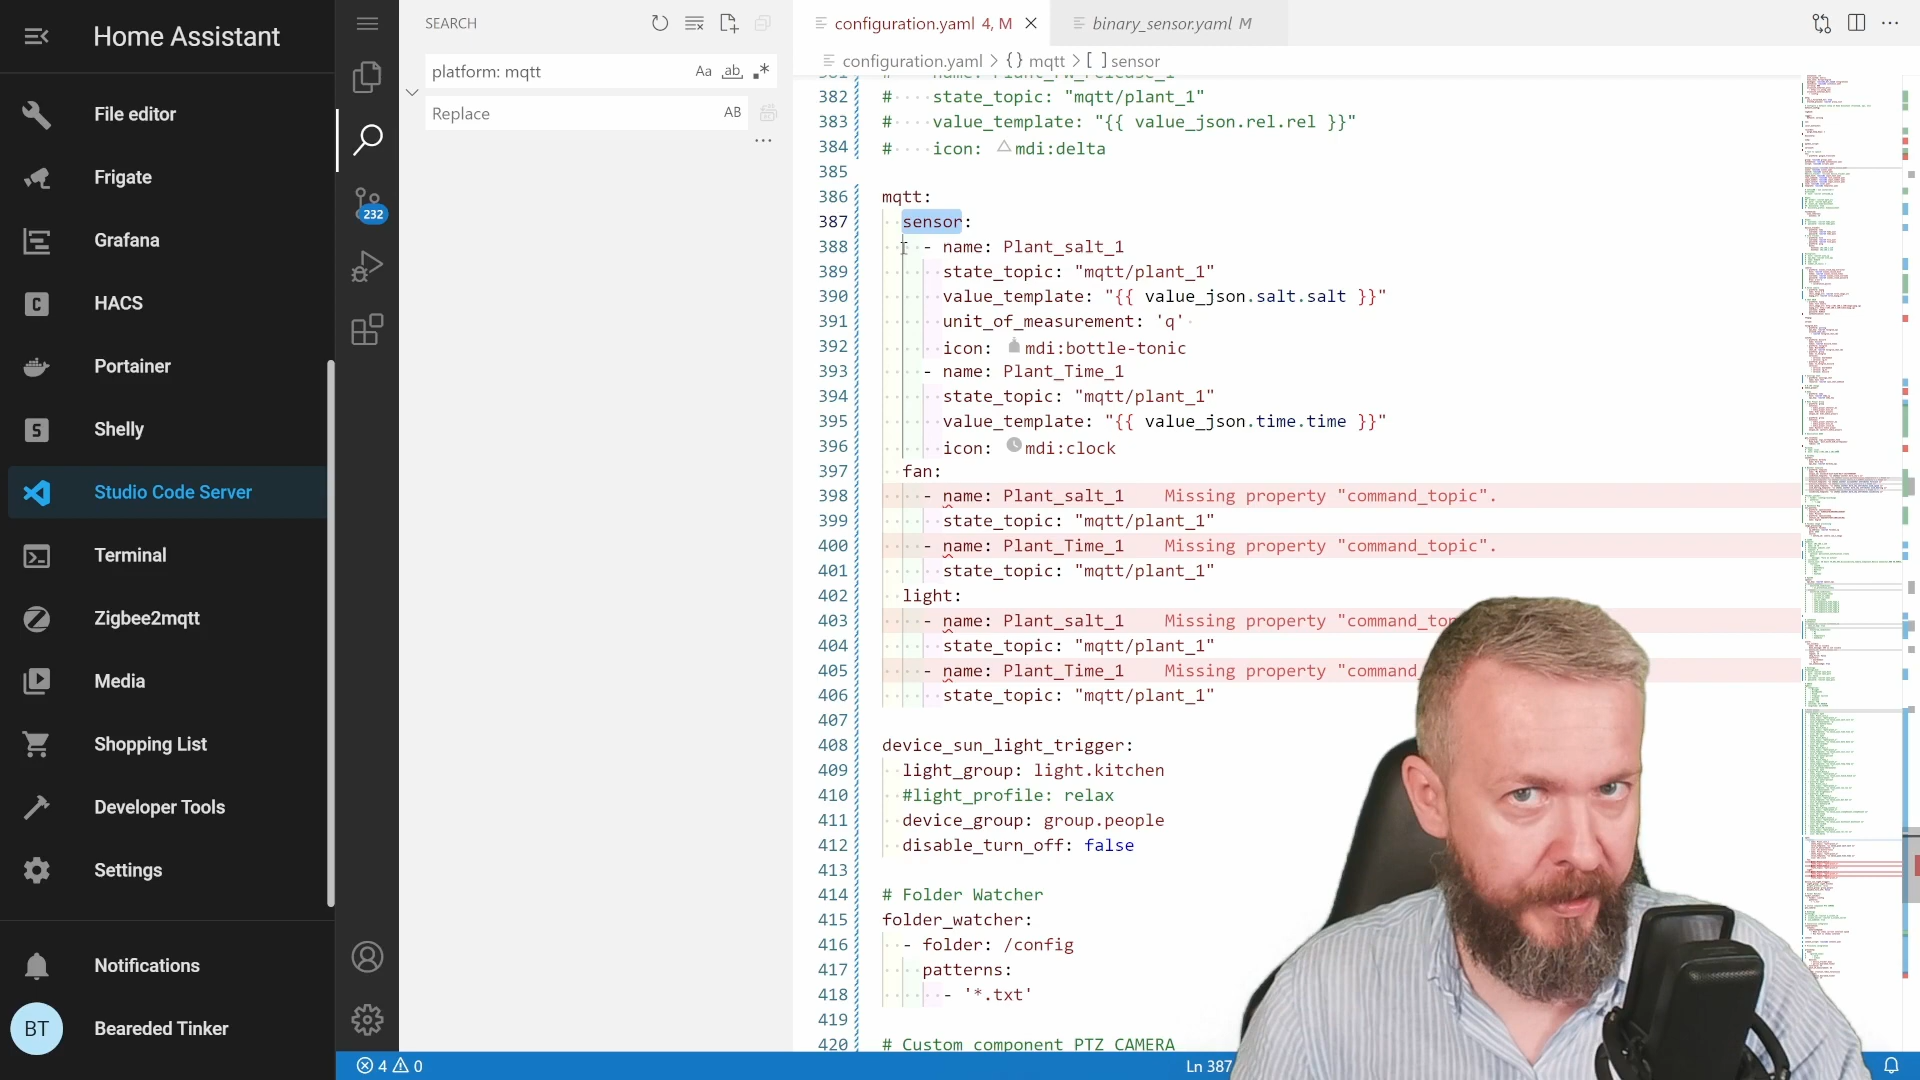 Home Assistant
File editor
Frigate
Grafana
HACS
Portainer
Shelly
Studio Code Server
Terminal
Zigbee2mqtt
Media
Shopping List
Developer Tools
Settings
Notifications
BT Beareded Tinker
232
SEARCH
platform: mqtt
Aa ab .*
Replace
AB
...
configuration.yaml 4, M
binary_sensor.yaml M
configuration.yaml > {} mqtt > [ ] sensor
382 # state_topic: "mqtt/plant_1"
383 # value_template: "{{ value_json.rel.rel }}"
384 # icon: mdi:delta
385
386 mqtt:
387 sensor:
388 - name: Plant_salt_1
389 state_topic: "mqtt/plant_1"
390 value_template: "{{ value_json.salt.salt }}"
391 unit_of_measurement: 'q'
392 icon: mdi:bottle-tonic
393 - name: Plant_Time_1
394 state_topic: "mqtt/plant_1"
395 value_template: "{{ value_json.time.time }}"
396 icon: mdi:clock
397 fan:
398 - name: Plant_salt_1 Missing property "command_topic".
399 state_topic: "mqtt/plant_1"
400 - name: Plant_Time_1 Missing property "command_topic".
401 state_topic: "mqtt/plant_1"
402 light:
403 - name: Plant_salt_1 Missing property "command_top
404 state_topic: "mqtt/plant_1"
405 - name: Plant_Time_1 Missing property "command_
406 state_topic: "mqtt/plant_1"
407
408 device_sun_light_trigger:
409 light_group: light.kitchen
410 #light_profile: relax
411 device_group: group.people
412 disable_turn_off: false
413
414 # Folder Watcher
415 folder_watcher:
416 - folder: /config
417 patterns:
418 - '*.txt'
419
420 # Custom component PTZ CAMERA
4 0
Ln 387